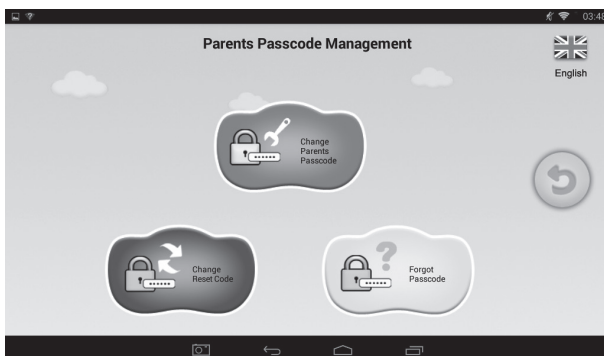 03:48
Parents Passcode Management
English
Change
Parents
Passcode
Change
Reset Code
Forgot
Passcode